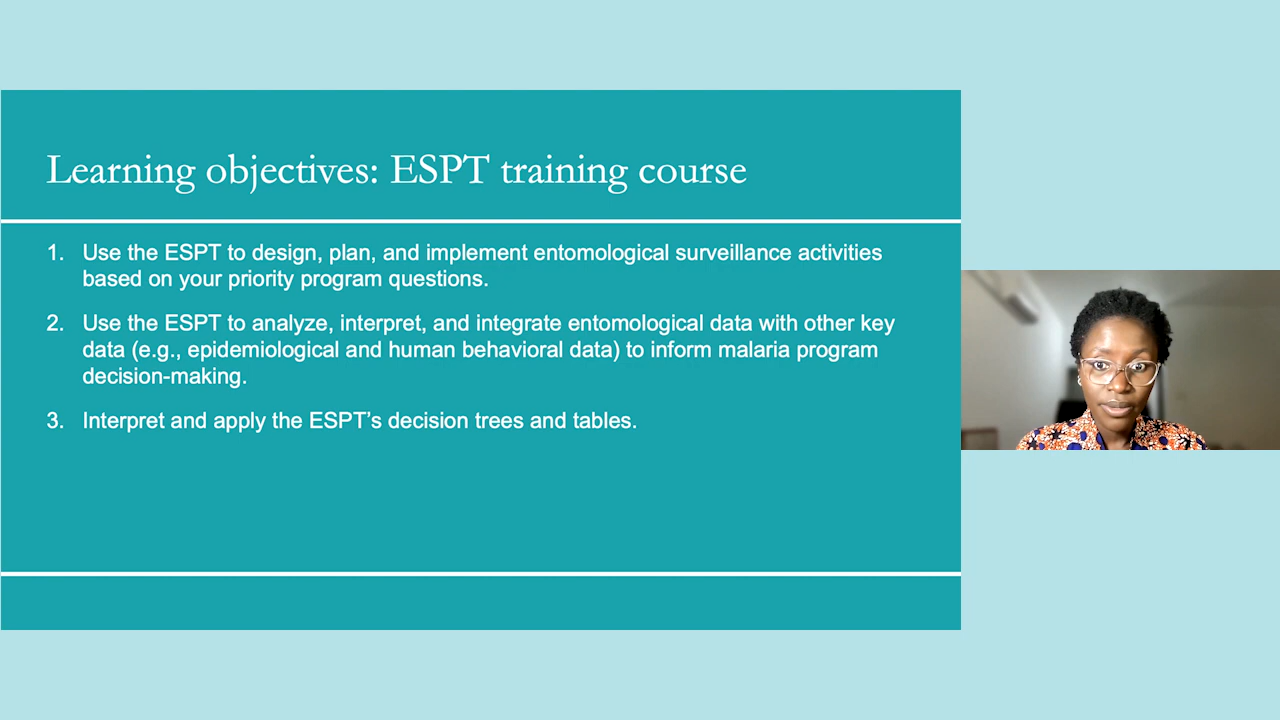 Learning objectives: ESPT training course
1. Use the ESPT to design, plan, and implement entomological surveillance activities
based on your priority program questions.
2. Use the ESPT to analyze, interpret, and integrate entomological data with other key
data (e.g., epidemiological and human behavioral data) to inform malaria program
decision-making.
3. Interpret and apply the ESPT’s decision trees and tables.